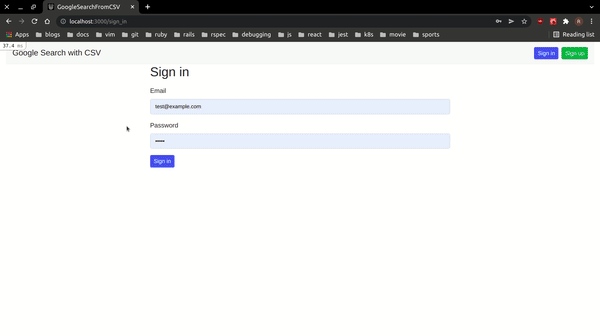 GoogleSearchFromCSV
localhost:3000/sign_in
Apps blogs docs vim git ruby rails rspec debugging js react jest k8s movie sports Reading list
37.4 ms
Google Search with CSV Sign in Sign up
Sign in
Email
test@example.com
Password
•••••
Sign in